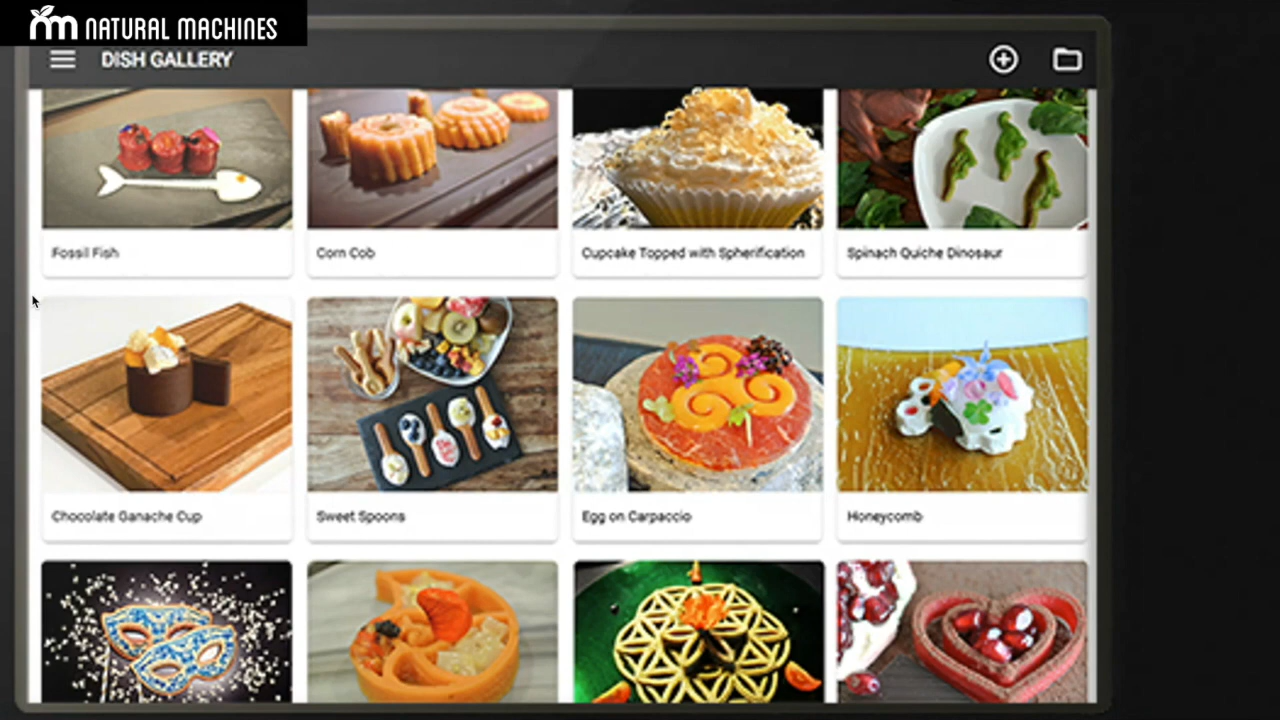 NATURAL MACHINES
DISH GALLERY
Fossil Fish
Corn Cob
Cupcake Topped with Spherification
Spinach Quiche Dinosaur
Chocolate Ganache Cup
Sweet Spoons
Egg on Carpaccio
Honeycomb